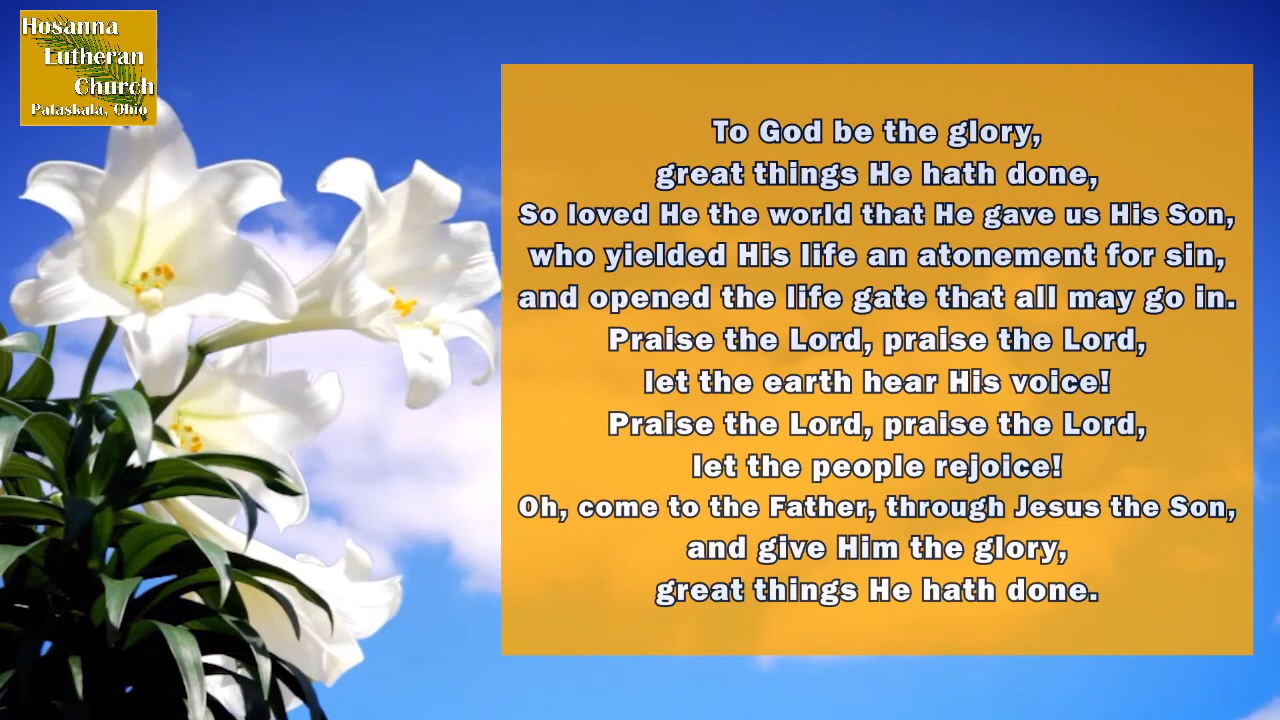 Hosanna
Lutheran
Church
Pataskala, Ohio
To God be the glory,
great things He hath done,
So loved He the world that He gave us His Son,
who yielded His life an atonement for sin,
and opened the life gate that all may go in.
Praise the Lord, praise the Lord,
let the earth hear His voice!
Praise the Lord, praise the Lord,
let the people rejoice!
Oh, come to the Father, through Jesus the Son,
and give Him the glory,
great things He hath done.